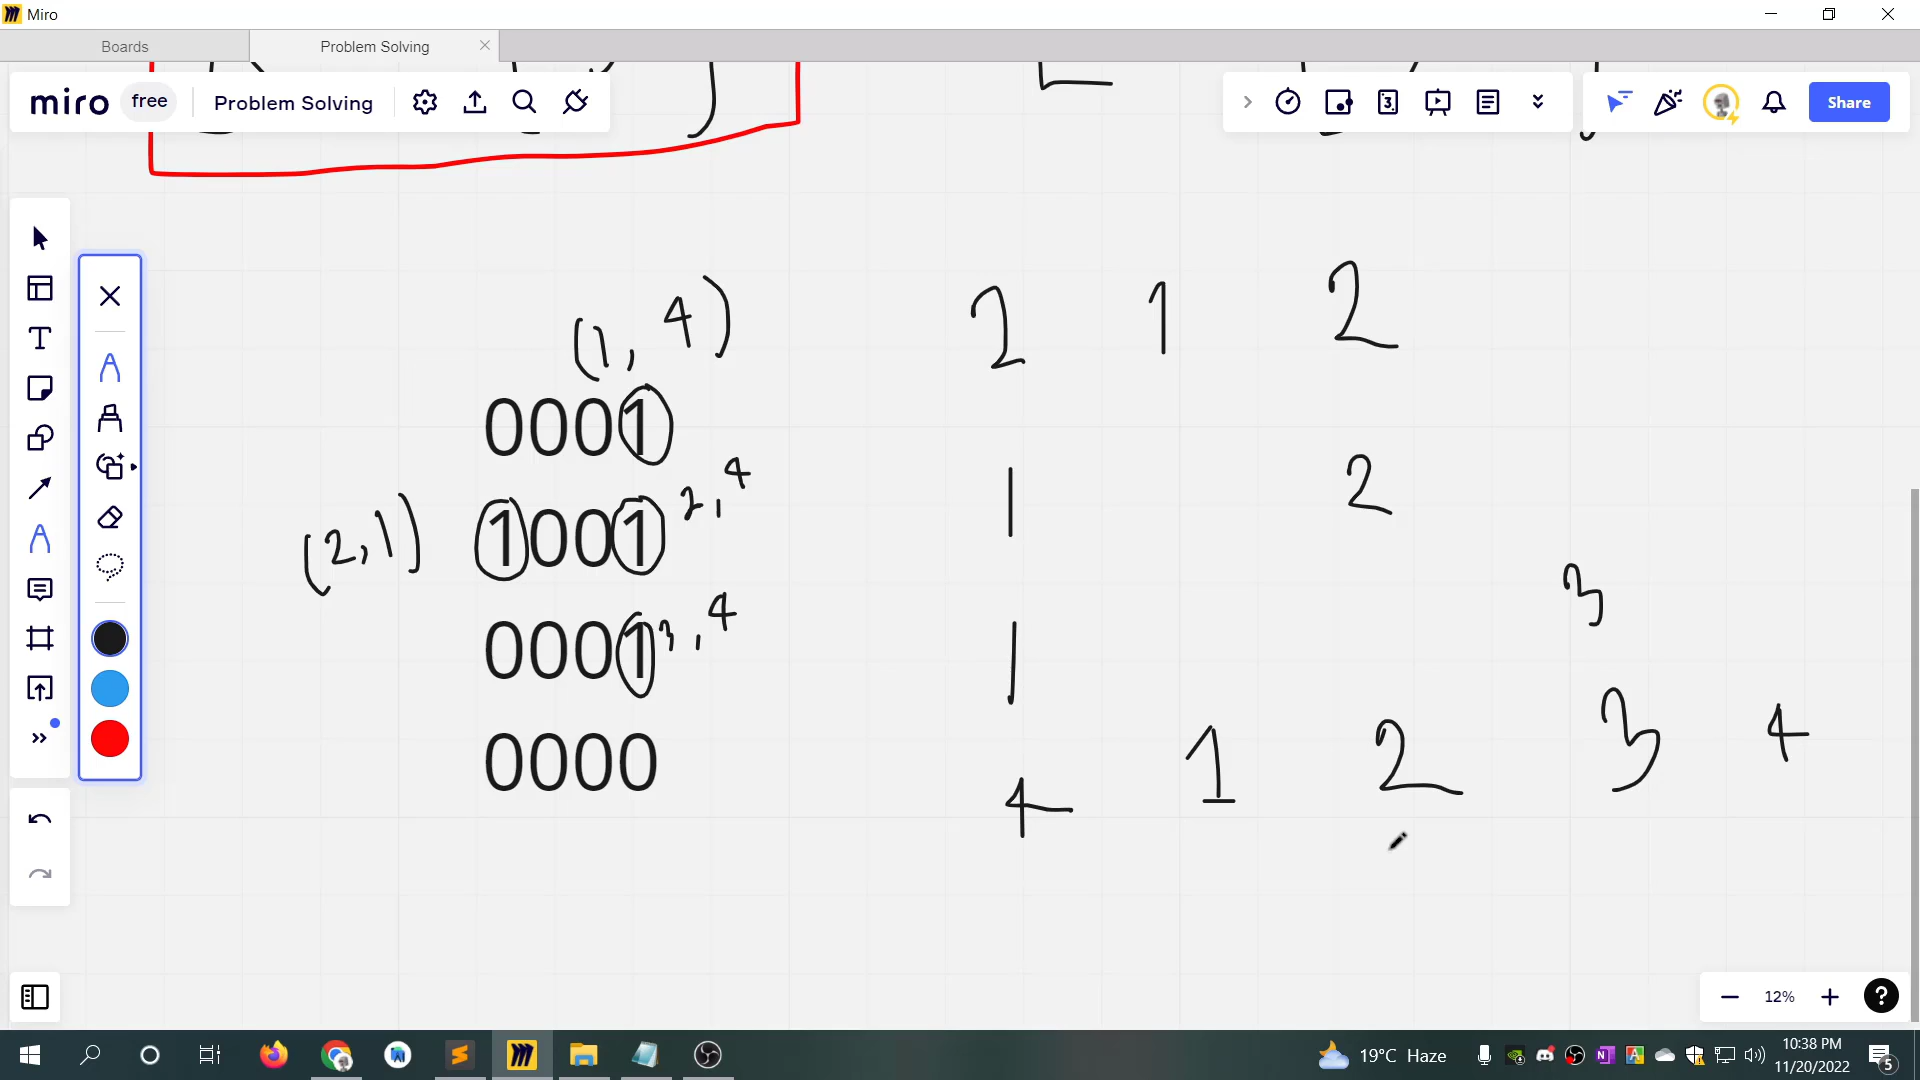 Miro
Boards
Problem Solving
miro
free
Problem Solving
3
Share
(1, 4)
2 1 2
0001
(2,1)
1001
2, 4
1 2
0001
3, 4
1 3
0000
4 1 2 3 4
12%
19°C Haze
10:38 PM
11/20/2022
5